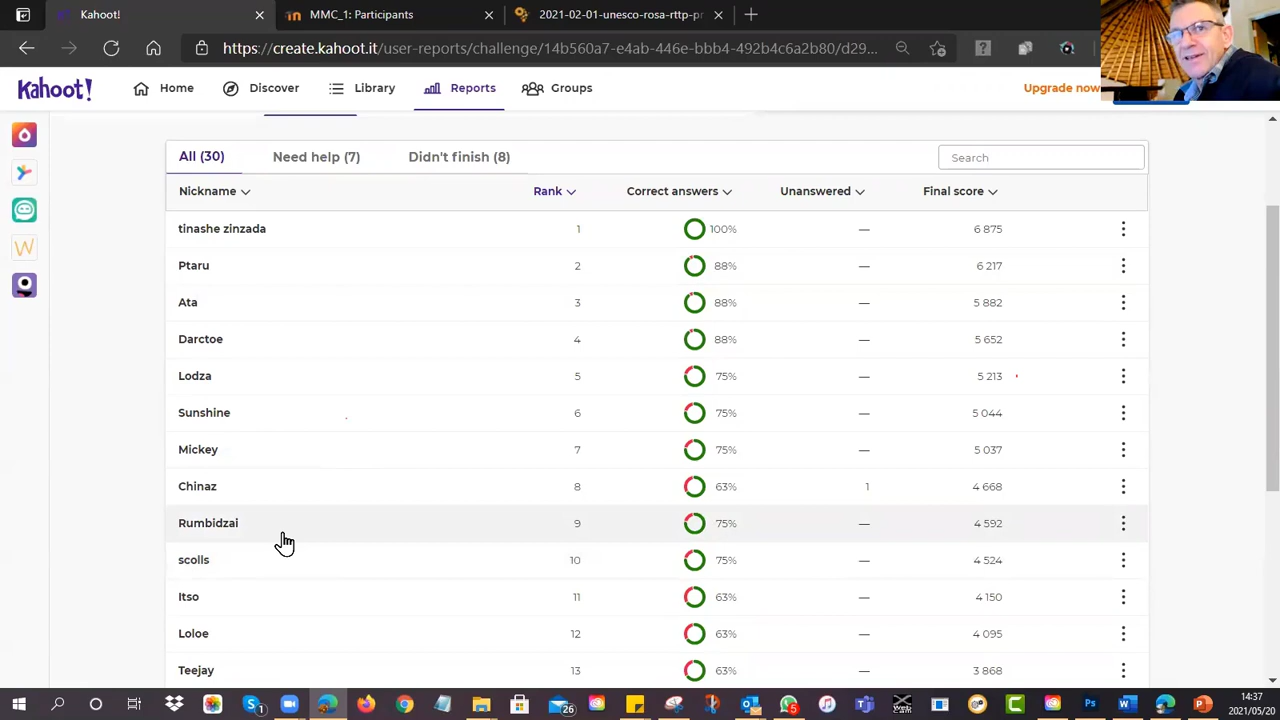 Kahoot!
MMC_1: Participants
2021-02-01-unesco-rosa-rttp-pr
https://create.kahoot.it/user-reports/challenge/14b560a7-e4ab-446e-bbb4-492b4c6a2b80/d29...
Kahoot!
Home
Discover
Library
Reports
Groups
Upgrade now
All (30)
Need help (7)
Didn't finish (8)
Search
Nickname Rank Correct answers Unanswered Final score
tinashe zinzada 1 100% — 6 875
Ptaru 2 88% — 6 217
Ata 3 88% — 5 882
Darctoe 4 88% — 5 652
Lodza 5 75% — 5 213
Sunshine 6 75% — 5 044
Mickey 7 75% — 5 037
Chinaz 8 63% 1 4 668
Rumbidzai 9 75% — 4 592
scolls 10 75% — 4 524
Itso 11 63% — 4 150
Loloe 12 63% — 4 095
Teejay 13 63% — 3 868
14:37
2021/05/20